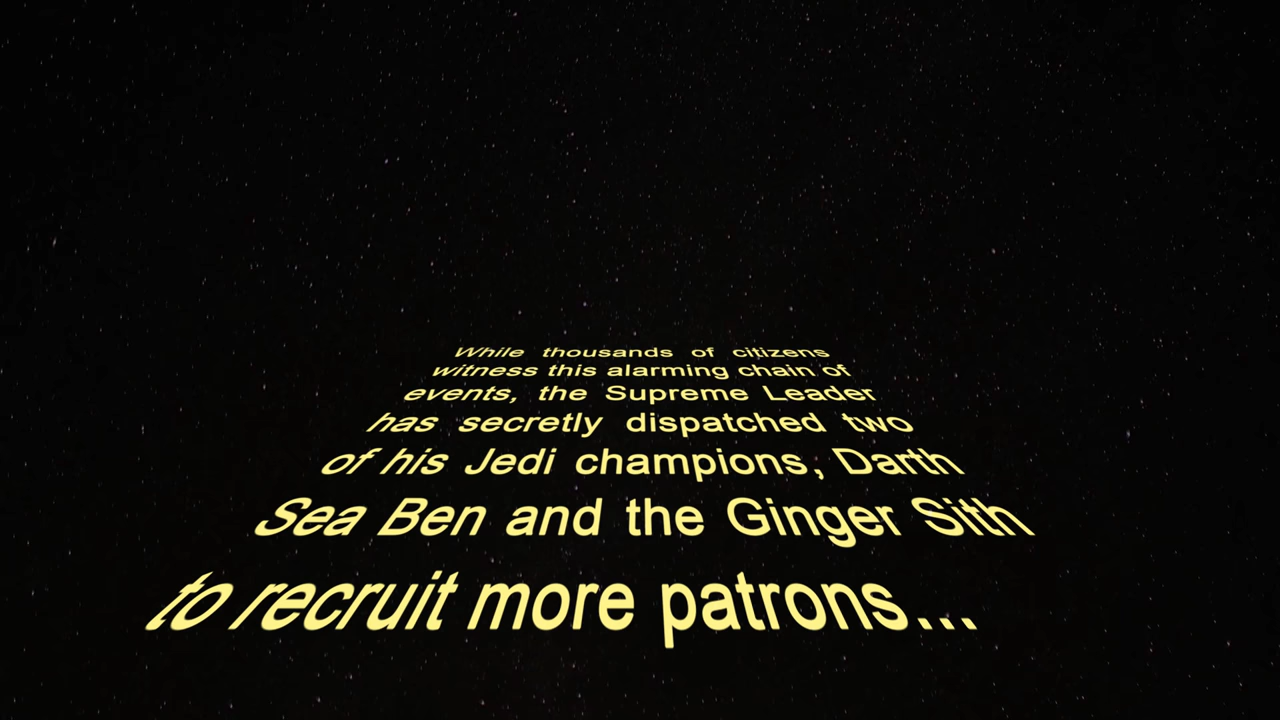 While thousands of citizens
witness this alarming chain of
events, the Supreme Leader
has secretly dispatched two
of his Jedi champions, Darth
Sea Ben and the Ginger Sith
to recruit more patrons...